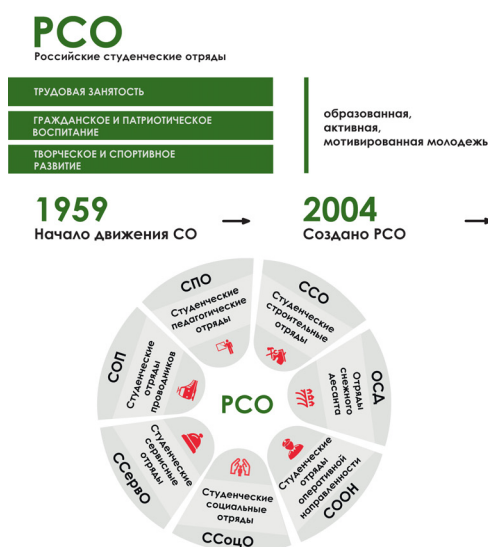 РСО
Российские студенческие отряды
ТРУДОВАЯ ЗАНЯТОСТЬ
ГРАЖДАНСКОЕ И ПАТРИОТИЧЕСКОЕ
ВОСПИТАНИЕ
ТВОРЧЕСКОЕ И СПОРТИВНОЕ
РАЗВИТИЕ
образованная,
активная,
мотивированная молодежь
1959
Начало движения СО
2004
Создано РСО
СПО
Студенческие
педагогические
отряды
ССО
Студенческие
строительные
отряды
ОСД
Отряды
снежного
десанта
СООН
Студенческие
отряды
оперативной
направленности
ССоцО
Студенческие
социальные
отряды
ССервО
Студенческие
сервисные
отряды
СОП
Студенческие
отряды
проводников
РСО